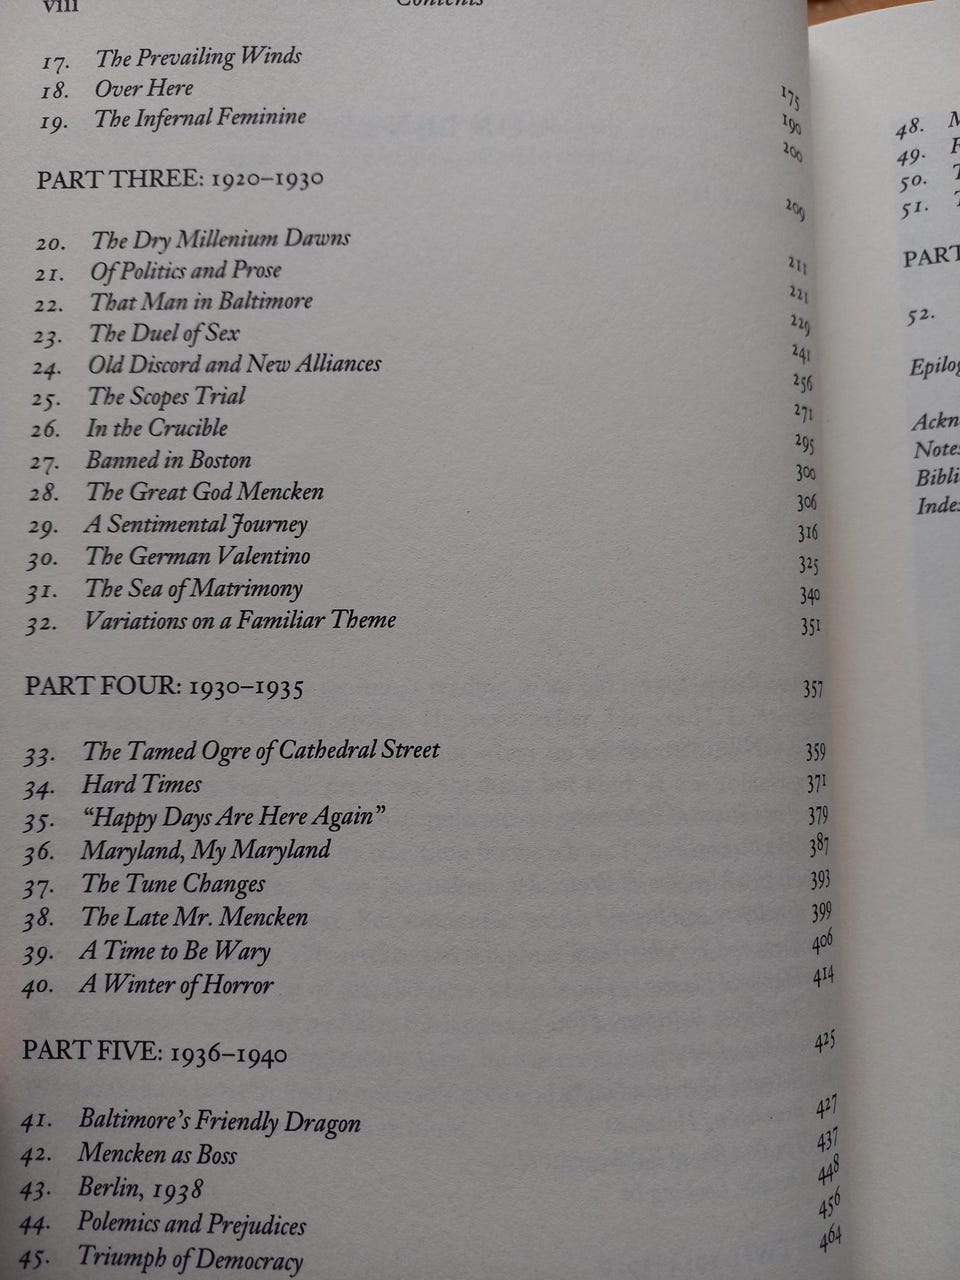 viii Contents
17. The Prevailing Winds 175
18. Over Here 190
19. The Infernal Feminine 200
PART THREE: 1920–1930 209
20. The Dry Millenium Dawns 211
21. Of Politics and Prose 221
22. That Man in Baltimore 229
23. The Duel of Sex 241
24. Old Discord and New Alliances 256
25. The Scopes Trial 271
26. In the Crucible 295
27. Banned in Boston 300
28. The Great God Mencken 306
29. A Sentimental Journey 316
30. The German Valentino 325
31. The Sea of Matrimony 340
32. Variations on a Familiar Theme 351
PART FOUR: 1930–1935 357
33. The Tamed Ogre of Cathedral Street 359
34. Hard Times 371
35. “Happy Days Are Here Again” 379
36. Maryland, My Maryland 387
37. The Tune Changes 393
38. The Late Mr. Mencken 399
39. A Time to Be Wary 406
40. A Winter of Horror 414
PART FIVE: 1936–1940 425
41. Baltimore’s Friendly Dragon 427
42. Mencken as Boss 437
43. Berlin, 1938 448
44. Polemics and Prejudices 456
45. Triumph of Democracy 464
48.
49.
50.
51.
PART
52.
Epilog
Ackn
Notes
Bibli
Index